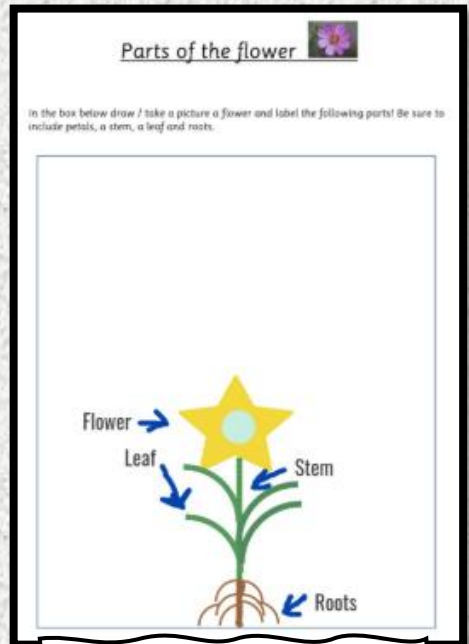 Parts of the flower
In the box below draw / take a picture a flower and label the following parts! Be sure to
include petals, a stem, a leaf and roots.
Flower
Leaf
Stem
Roots